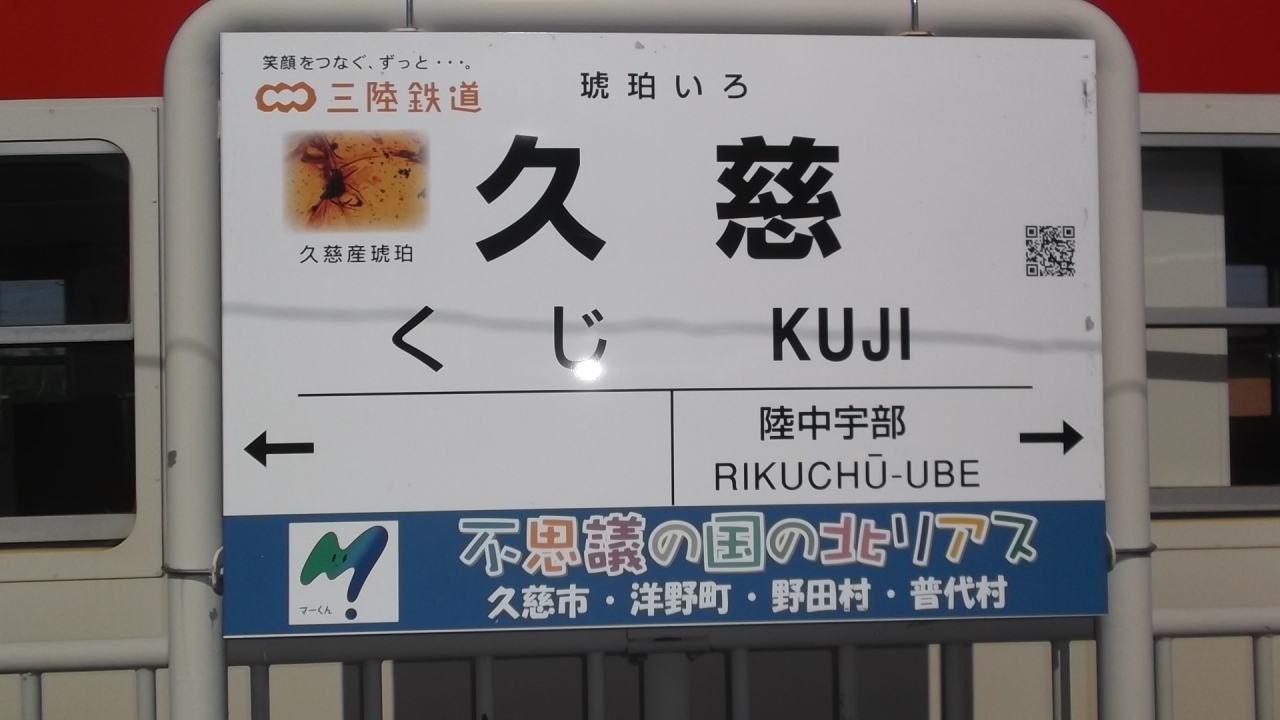 笑顔をつなぐ、ずっと・・・。
三陸鉄道
琥珀いろ
久慈
久慈産琥珀
くじ KUJI
陸中宇部
RIKUCHŪ-UBE
不思議の国の北リアス
マーくん
久慈市・洋野町・野田村・普代村